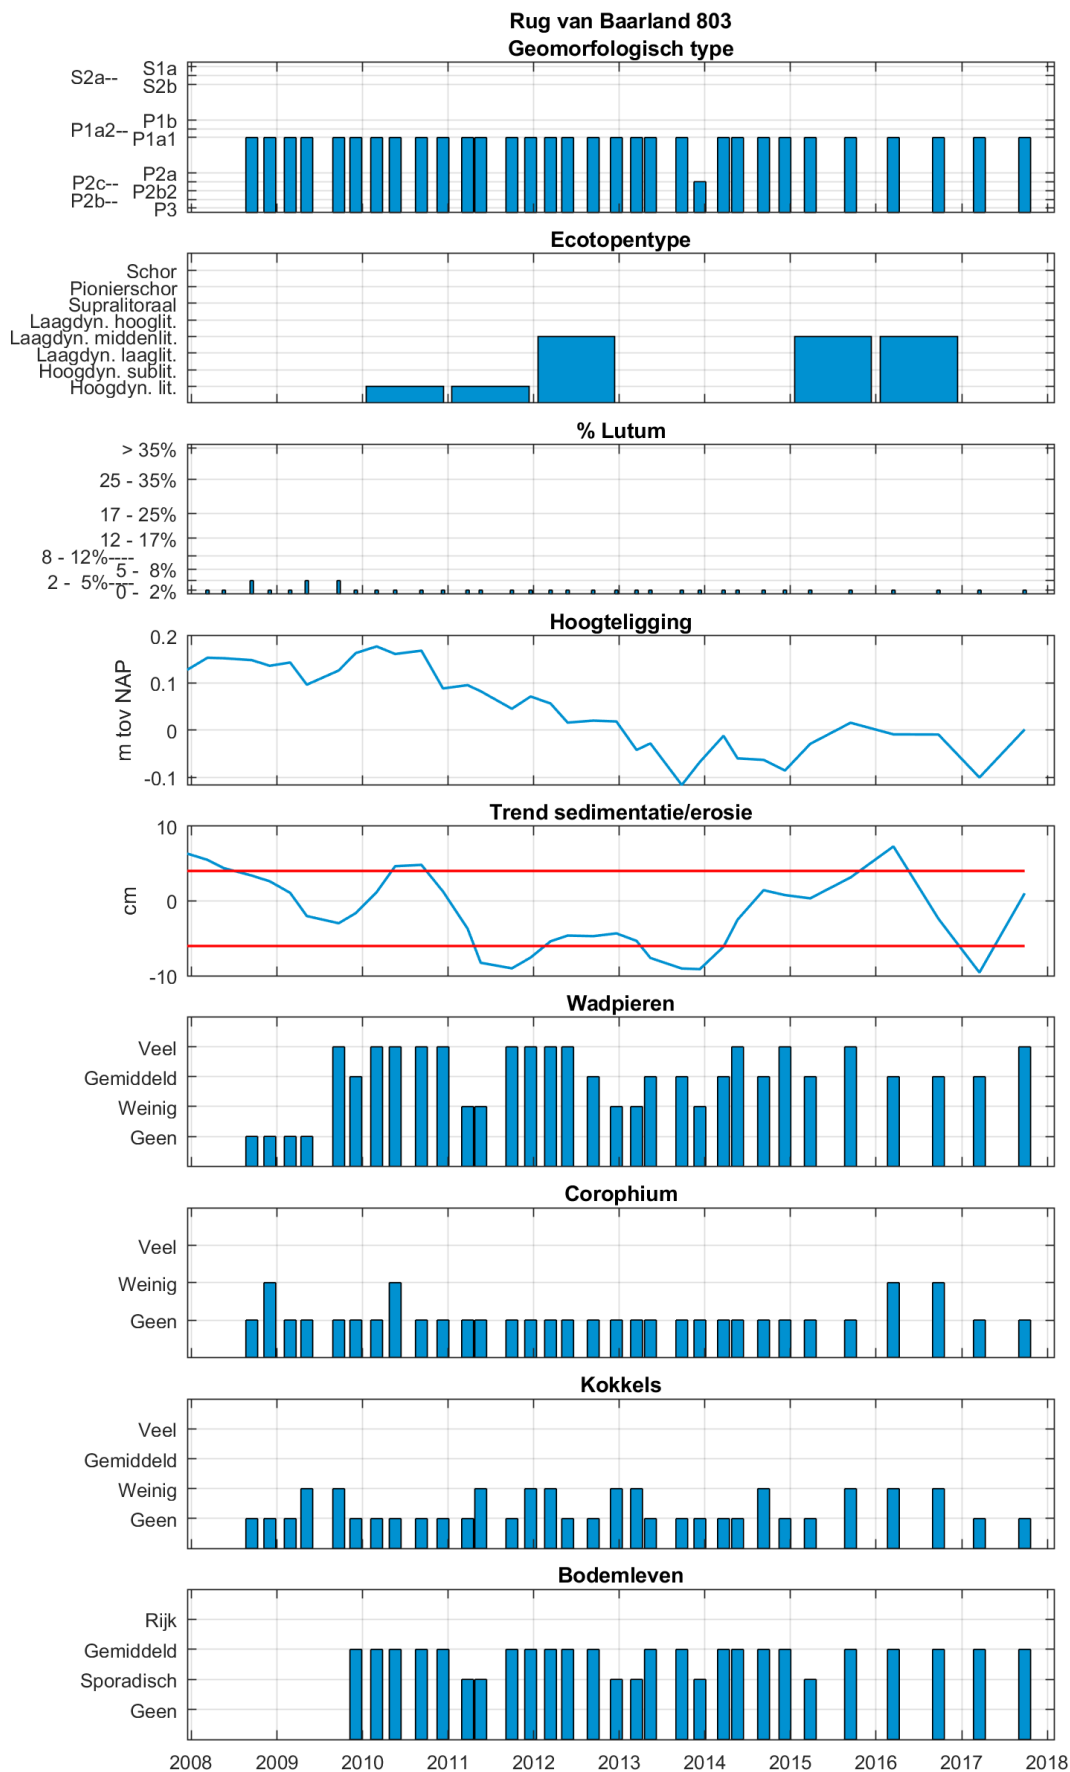 Rug van Baarland 803
Geomorfologisch type
S1a
S2a--
S2b
P1b
P1a2--
P1a1
P2a
P2c--
P2b2
P2b--
P3
Ecotopentype
Schor
Pionierschor
Supralitoraal
Laagdyn. hooglit.
Laagdyn. middenlit.
Laagdyn. laaglit.
Hoogdyn. sublit.
Hoogdyn. lit.
% Lutum
> 35%
25 - 35%
17 - 25%
12 - 17%
8 - 12%----
5 - 8%
2 - 5%----
0 - 2%
Hoogteligging
m tov NAP
0.2
0.1
0
-0.1
Trend sedimentatie/erosie
cm
10
0
-10
Wadpieren
Veel
Gemiddeld
Weinig
Geen
Corophium
Veel
Weinig
Geen
Kokkels
Veel
Gemiddeld
Weinig
Geen
Bodemleven
Rijk
Gemiddeld
Sporadisch
Geen
2008 2009 2010 2011 2012 2013 2014 2015 2016 2017 2018